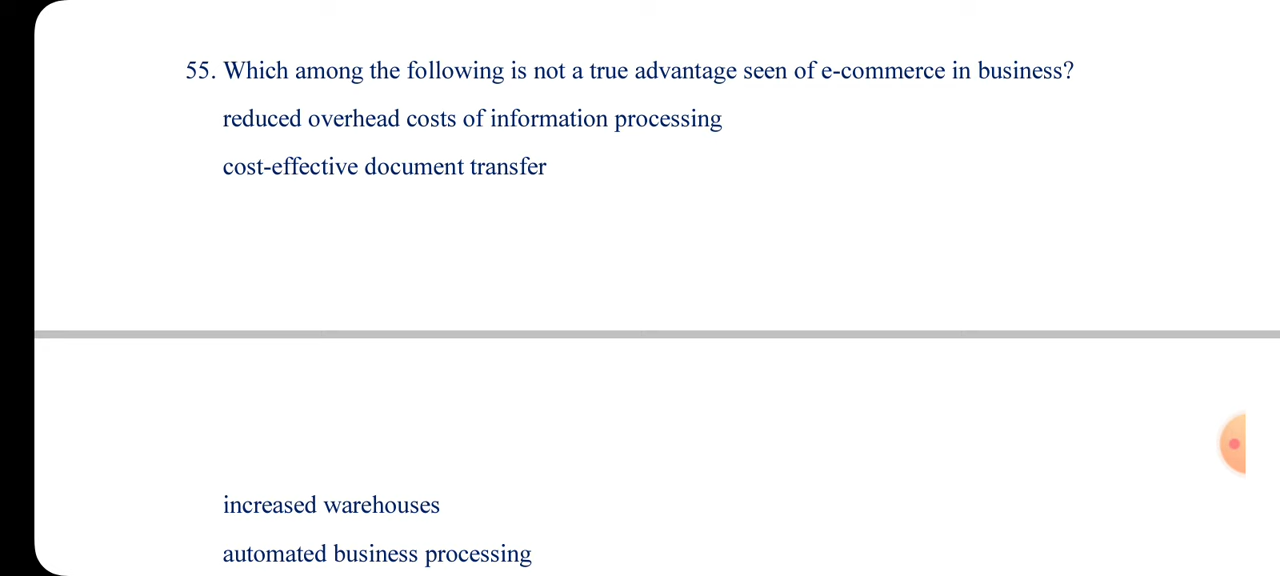 55. Which among the following is not a true advantage seen of e-commerce in business?
reduced overhead costs of information processing
cost-effective document transfer
increased warehouses
automated business processing